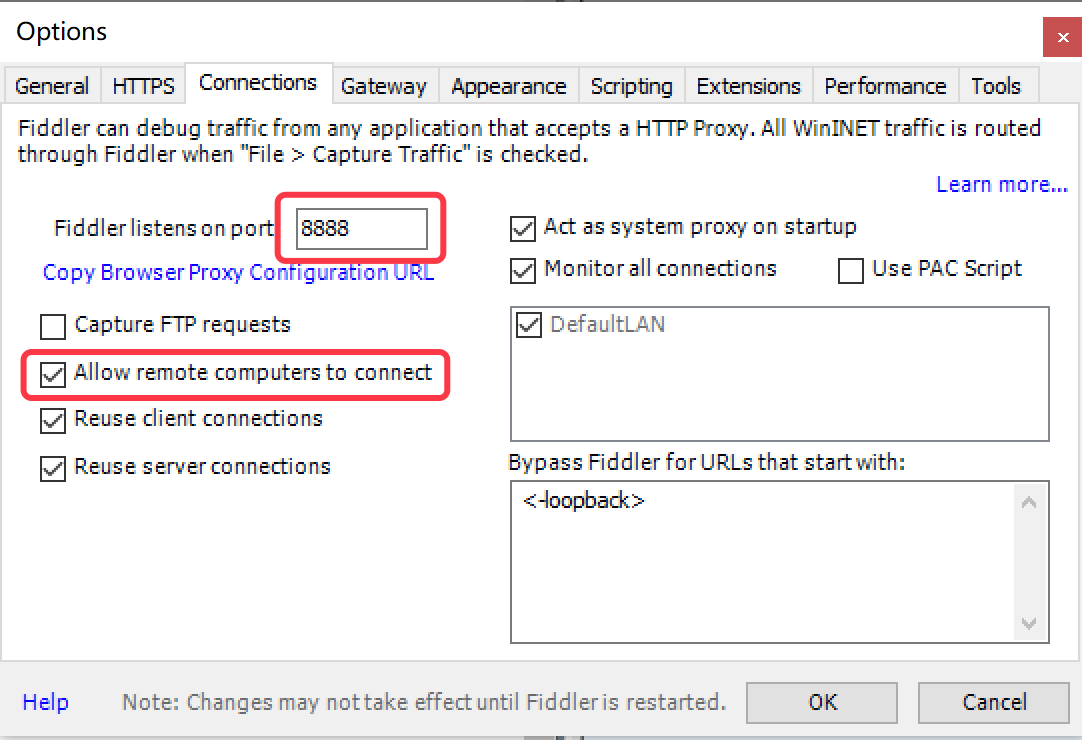 Options
General HTTPS Connections Gateway Appearance Scripting Extensions Performance Tools
Fiddler can debug traffic from any application that accepts a HTTP Proxy. All WinINET traffic is routed
through Fiddler when "File > Capture Traffic" is checked.
Learn more...
Fiddler listens on port 8888
Copy Browser Proxy Configuration URL
Capture FTP requests
Allow remote computers to connect
Reuse client connections
Reuse server connections
Act as system proxy on startup
Monitor all connections Use PAC Script
DefaultLAN
Bypass Fiddler for URLs that start with:
<-loopback>
Help Note: Changes may not take effect until Fiddler is restarted. OK Cancel